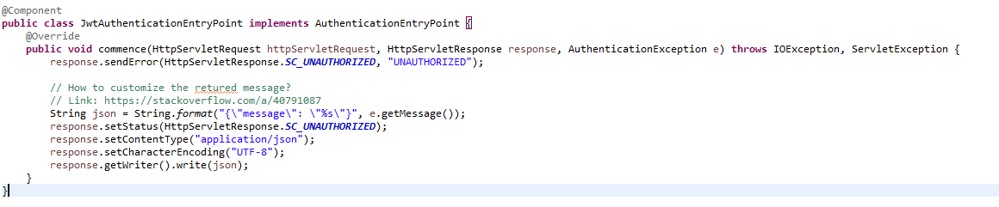 @Component
public class JwtAuthenticationEntryPoint implements AuthenticationEntryPoint {
@Override
public void commence(HttpServletRequest httpServletRequest, HttpServletResponse response, AuthenticationException e) throws IOException, ServletException {
response.sendError(HttpServletResponse.SC_UNAUTHORIZED, "UNAUTHORIZED");
// How to customize the retured message?
// Link: https://stackoverflow.com/a/40791087
String json = String.format("{\"message\": \"%s\"}", e.getMessage());
response.setStatus(HttpServletResponse.SC_UNAUTHORIZED);
response.setContentType("application/json");
response.setCharacterEncoding("UTF-8");
response.getWriter().write(json);
}
}